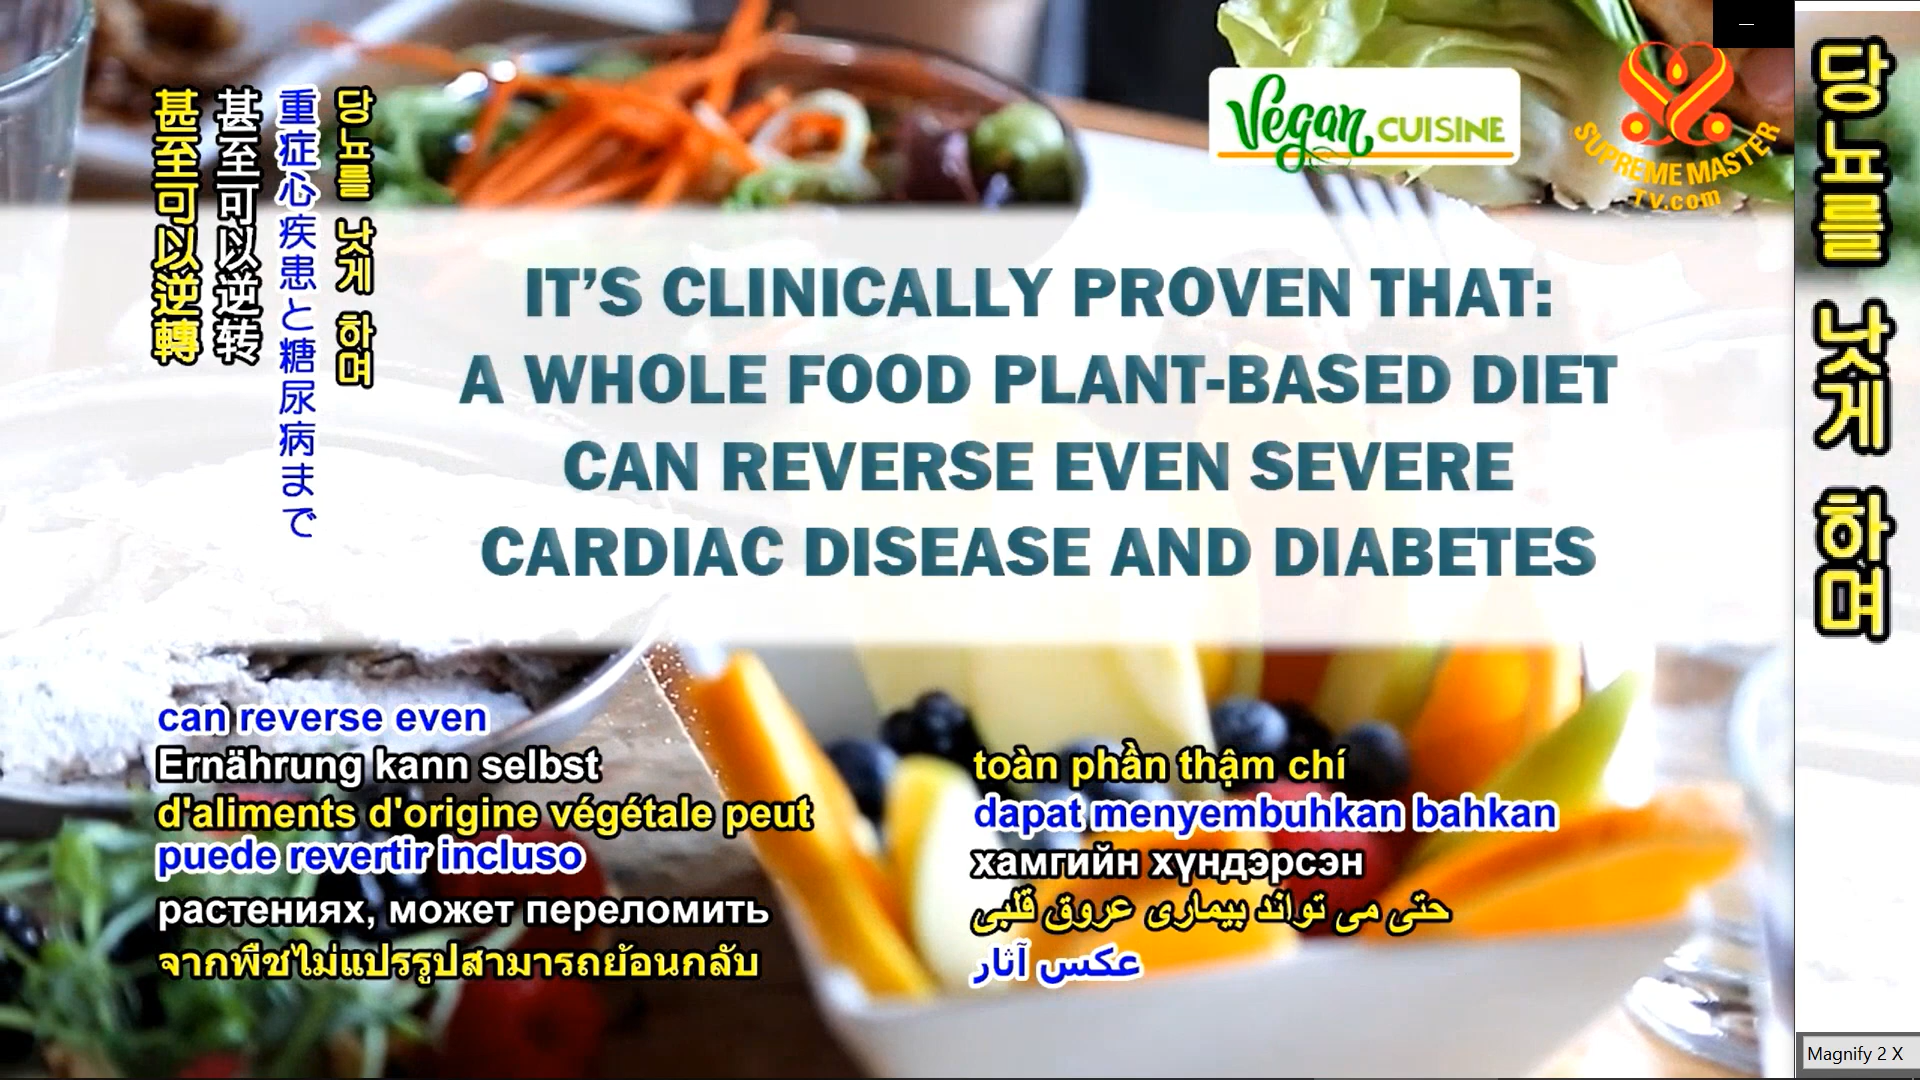 당뇨를 낫게 하며
重症心疾患と糖尿病まで
甚至可以逆转
甚至可以逆轉
Vegan CUISINE
SUPREME MASTER
TV.com
IT’S CLINICALLY PROVEN THAT:
A WHOLE FOOD PLANT-BASED DIET
CAN REVERSE EVEN SEVERE
CARDIAC DISEASE AND DIABETES
can reverse even
Ernährung kann selbst
d'aliments d'origine végétale peut
puede revertir incluso
растениях, может переломить
จากพืชไม่แปรรูปสามารถย้อนกลับ
toàn phần thậm chí
dapat menyembuhkan bahkan
хамгийн хүндэрсэн
حتی می تواند بیماری عروق قلبی
عكس آثار
당뇨를 낫게 하며
Magnify 2 X